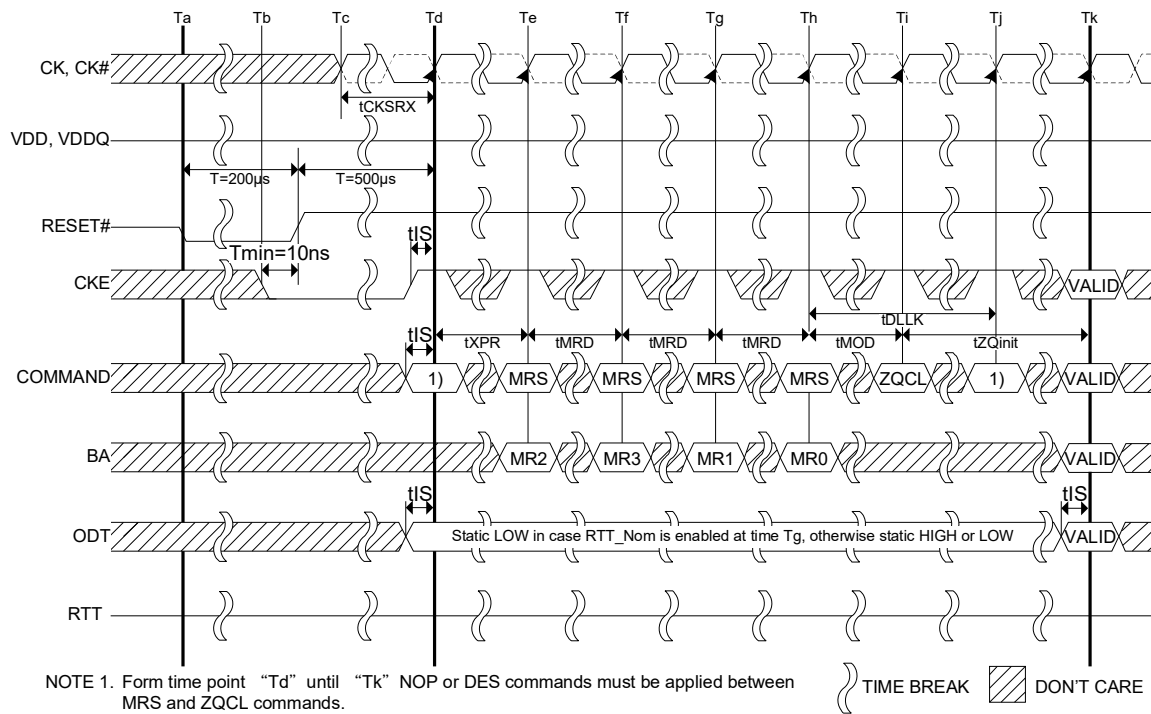 Ta Tb Tc Td Te Tf Tg Th Ti Tj Tk
CK, CK#
tCKSRX
VDD, VDDQ
T=200µs T=500µs
RESET#
tIS
Tmin=10ns
CKE VALID
tDLLK
tIS tXPR tMRD tMRD tMRD tMOD tZQinit
COMMAND 1) MRS MRS MRS MRS ZQCL 1) VALID
BA MR2 MR3 MR1 MR0 VALID
tIS tIS
ODT Static LOW in case RTT_Nom is enabled at time Tg, otherwise static HIGH or LOW VALID
RTT
NOTE 1. Form time point “Td” until “Tk” NOP or DES commands must be applied between
MRS and ZQCL commands.
TIME BREAK DON'T CARE